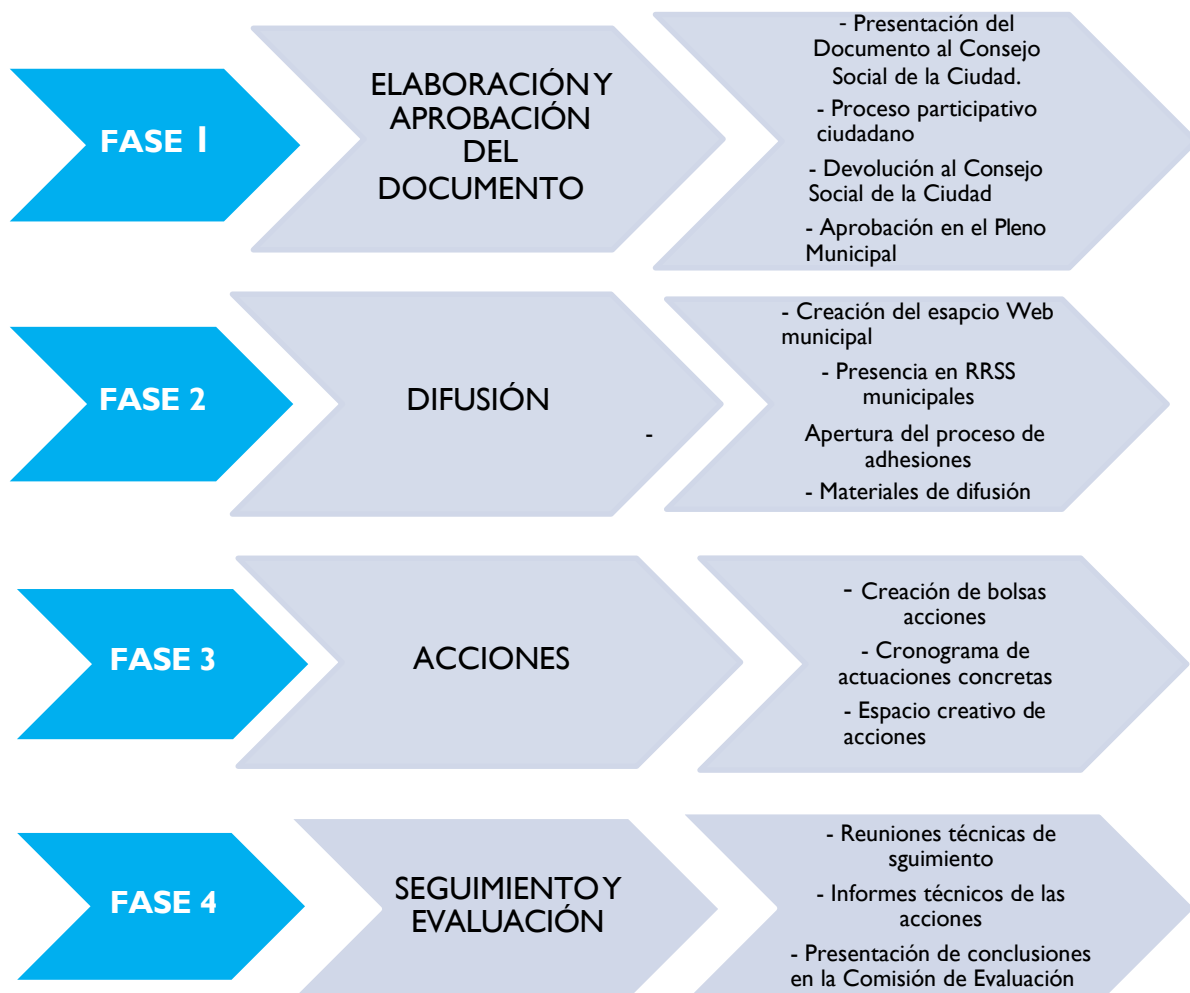 FASE 1
ELABORACIÓN Y
APROBACIÓN
DEL
DOCUMENTO
- Presentación del
Documento al Consejo
Social de la Ciudad.
- Proceso participativo
ciudadano
- Devolución al Consejo
Social de la Ciudad
- Aprobación en el Pleno
Municipal
FASE 2
DIFUSIÓN
- Creación del esapcio Web
municipal
- Presencia en RRSS
municipales
- Apertura del proceso de
adhesiones
- Materiales de difusión
FASE 3
ACCIONES
- Creación de bolsas
acciones
- Cronograma de
actuaciones concretas
- Espacio creativo de
acciones
FASE 4
SEGUIMIENTO Y
EVALUACIÓN
- Reuniones técnicas de
sguimiento
- Informes técnicos de las
acciones
- Presentación de conclusiones
en la Comisión de Evaluación